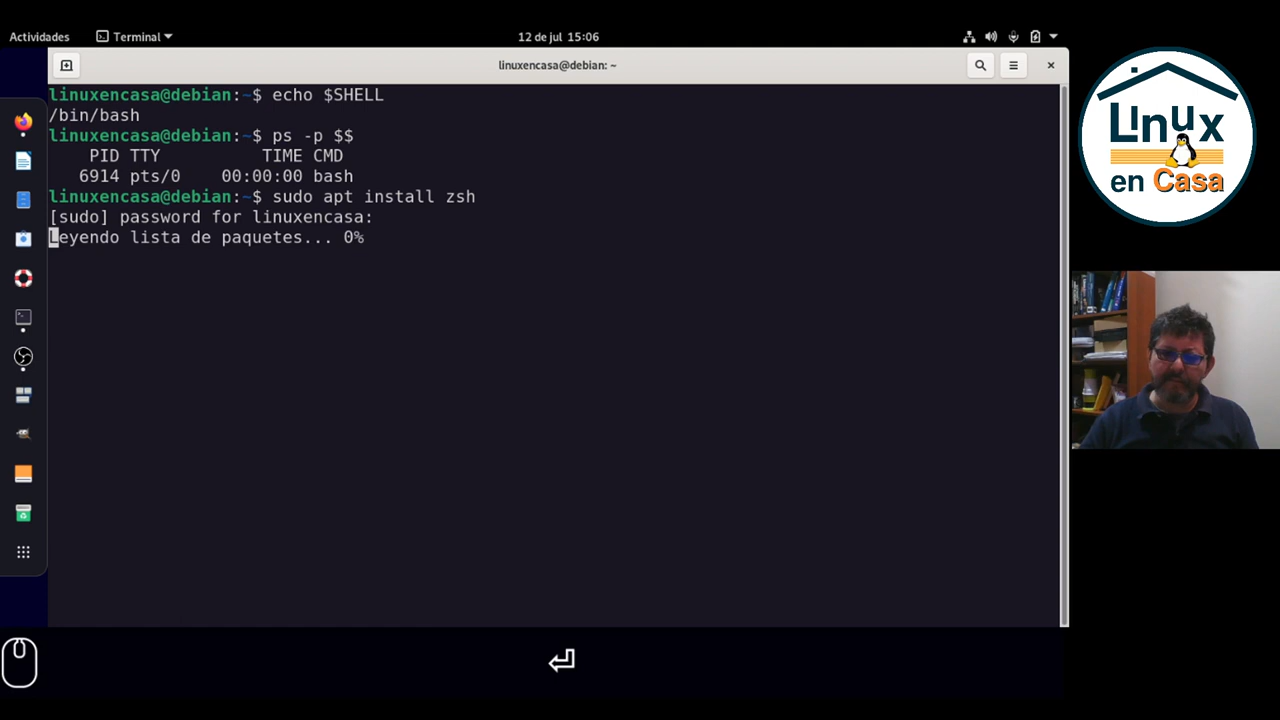 Actividades
Terminal
12 de jul 15:06
linuxencasa@debian: ~
linuxencasa@debian:~$ echo $SHELL
/bin/bash
linuxencasa@debian:~$ ps -p $$
PID TTY TIME CMD
6914 pts/0 00:00:00 bash
linuxencasa@debian:~$ sudo apt install zsh
[sudo] password for linuxencasa:
Leyendo lista de paquetes... 0%
Linux
en Casa